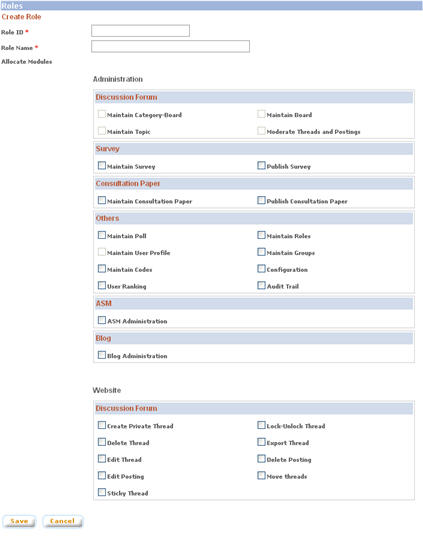 Roles
Create Role
Role ID *
Role Name *
Allocate Modules
Administration
Discussion Forum
Maintain Category-Board Maintain Board
Maintain Topic Moderate Threads and Postings
Survey
Maintain Survey Publish Survey
Consultation Paper
Maintain Consultation Paper Publish Consultation Paper
Others
Maintain Poll Maintain Roles
Maintain User Profile Maintain Groups
Maintain Codes Configuration
User Ranking Audit Trail
ASM
ASM Administration
Blog
Blog Administration
Website
Discussion Forum
Create Private Thread Lock-Unlock Thread
Delete Thread Export Thread
Edit Thread Delete Posting
Edit Posting Move threads
Sticky Thread
Save Cancel